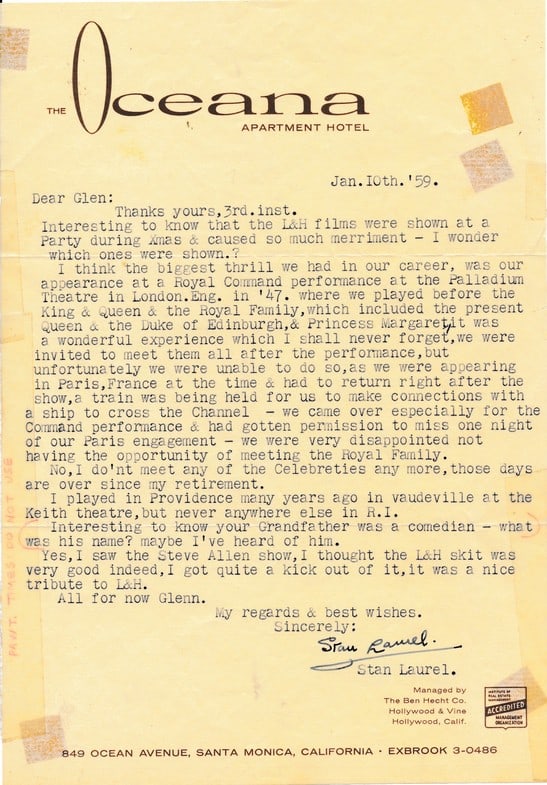 THE Oceana
APARTMENT HOTEL
Jan.10th.'59.
Dear Glen:
Thanks yours,3rd.inst.
Interesting to know that the L&H films were shown at a
Party during Xmas & caused so much merriment - I wonder
which ones were shown.?
I think the biggest thrill we had in our career, was our
appearance at a Royal Command performance at the Palladium
Theatre in London.Eng. in '47. where we played before the
King & Queen & the Royal Family,which included the present
Queen & the Duke of Edinburgh,& Princess Margaret,it was
a wonderful experience which I shall never forget,we were
invited to meet them all after the performance,but
unfortunately we were unable to do so,as we were appearing
in Paris,France at the time & had to return right after the
show,a train was being held for us to make connections with
a ship to cross the Channel - we came over especially for the
Command performance & had gotten permission to miss one night
of our Paris engagement - we were very disappointed not
having the opportunity of meeting the Royal Family.
No,I do'nt meet any of the Celebreties any more,those days
are over since my retirement.
I played in Providence many years ago in vaudeville at the
Keith theatre,but never anywhere else in R.I.
Interesting to know your Grandfather was a comedian - what
was his name? maybe I've heard of him.
Yes,I saw the Steve Allen show,I thought the L&H skit was
very good indeed,I got quite a kick out of it,it was a nice
tribute to L&H.
All for now Glenn.
My regards & best wishes.
Sincerely:
Stan Laurel.
Stan Laurel.
Managed by
The Ben Hecht Co.
Hollywood & Vine
Hollywood, Calif.
INSTITUTE OF
REAL ESTATE
MANAGEMENT
ACCREDITED
MANAGEMENT
ORGANIZATION
849 OCEAN AVENUE, SANTA MONICA, CALIFORNIA • EXBROOK 3-0486
TIMES DO NOT USE